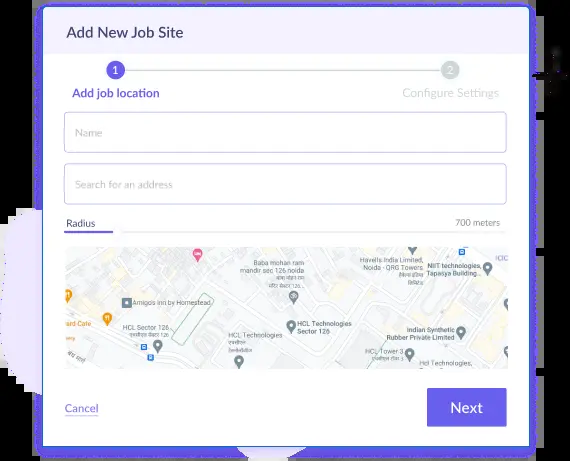 Add New Job Site
1
2
Add job location
Configure Settings
Name
Search for an address
Radius
700 meters
Baba mohan ram
mandir sec 126 noida
Havells India Limited,
Noida - QRG Towers
NIIT technologies,
Tapasya Building...
Amigos inn by Homestead
ard Cafe
HCL Sector 126
HCL Technologies
HCL Technologies
Sector 126
Indian Synthetic
Rubber Private Limited
HCL Tower 3
Hcl Technologies,
Cancel
Next